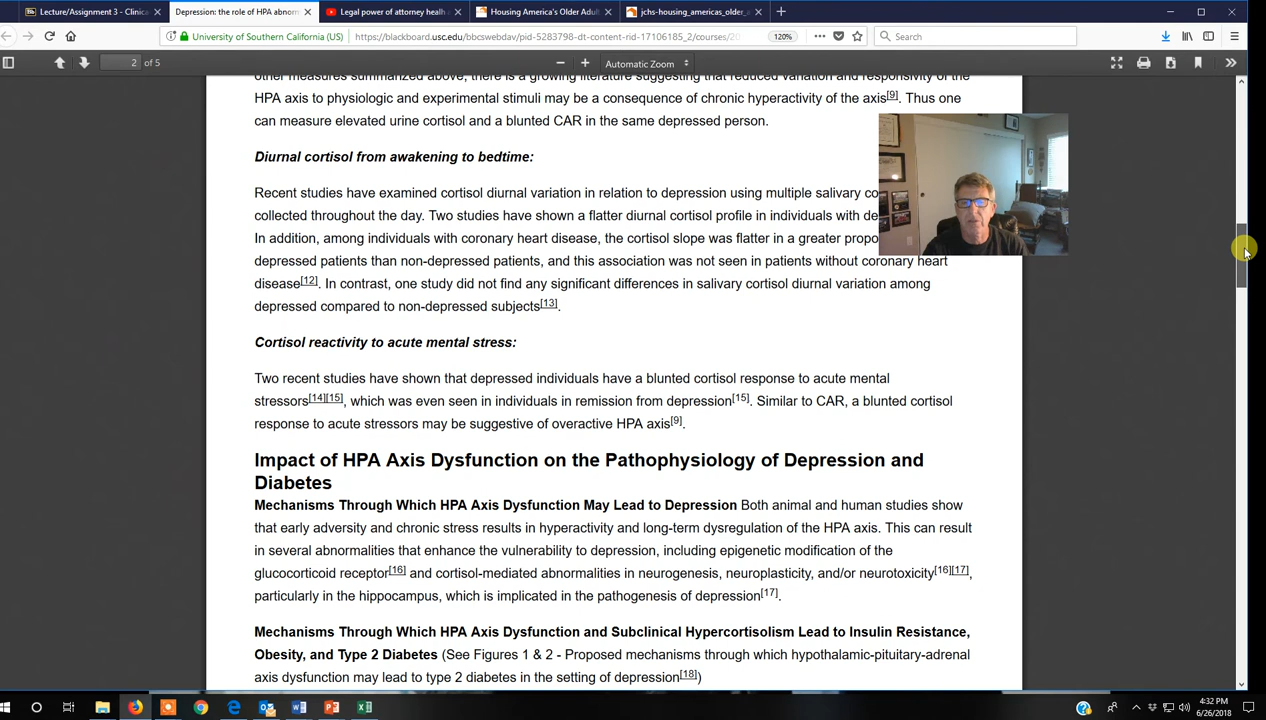 Lecture/Assignment 3 - Clinica
Depression: the role of HPA abnorm
Legal power of attorney health
Housing America's Older Adul
jchs-housing_americas_older_a
University of Southern California (US)
https://blackboard.usc.edu/bbcswebdav/pid-5283798-dt-content-rid-17106185_2/courses/20
120%
Search
2 of 5
Automatic Zoom
other measures summarized above, there is a growing literature suggesting that reduced variation and responsivity of the
HPA axis to physiologic and experimental stimuli may be a consequence of chronic hyperactivity of the axis[9]. Thus one
can measure elevated urine cortisol and a blunted CAR in the same depressed person.
Diurnal cortisol from awakening to bedtime:
Recent studies have examined cortisol diurnal variation in relation to depression using multiple salivary co
collected throughout the day. Two studies have shown a flatter diurnal cortisol profile in individuals with de
In addition, among individuals with coronary heart disease, the cortisol slope was flatter in a greater propo
depressed patients than non-depressed patients, and this association was not seen in patients without coronary heart
disease[12]. In contrast, one study did not find any significant differences in salivary cortisol diurnal variation among
depressed compared to non-depressed subjects[13].
Cortisol reactivity to acute mental stress:
Two recent studies have shown that depressed individuals have a blunted cortisol response to acute mental
stressors[14][15], which was even seen in individuals in remission from depression[15]. Similar to CAR, a blunted cortisol
response to acute stressors may be suggestive of overactive HPA axis[9].
Impact of HPA Axis Dysfunction on the Pathophysiology of Depression and
Diabetes
Mechanisms Through Which HPA Axis Dysfunction May Lead to Depression Both animal and human studies show
that early adversity and chronic stress results in hyperactivity and long-term dysregulation of the HPA axis. This can result
in several abnormalities that enhance the vulnerability to depression, including epigenetic modification of the
glucocorticoid receptor[16] and cortisol-mediated abnormalities in neurogenesis, neuroplasticity, and/or neurotoxicity[16][17],
particularly in the hippocampus, which is implicated in the pathogenesis of depression[17].
Mechanisms Through Which HPA Axis Dysfunction and Subclinical Hypercortisolism Lead to Insulin Resistance,
Obesity, and Type 2 Diabetes (See Figures 1 & 2 - Proposed mechanisms through which hypothalamic-pituitary-adrenal
axis dysfunction may lead to type 2 diabetes in the setting of depression[18])
4:32 PM
6/26/2018